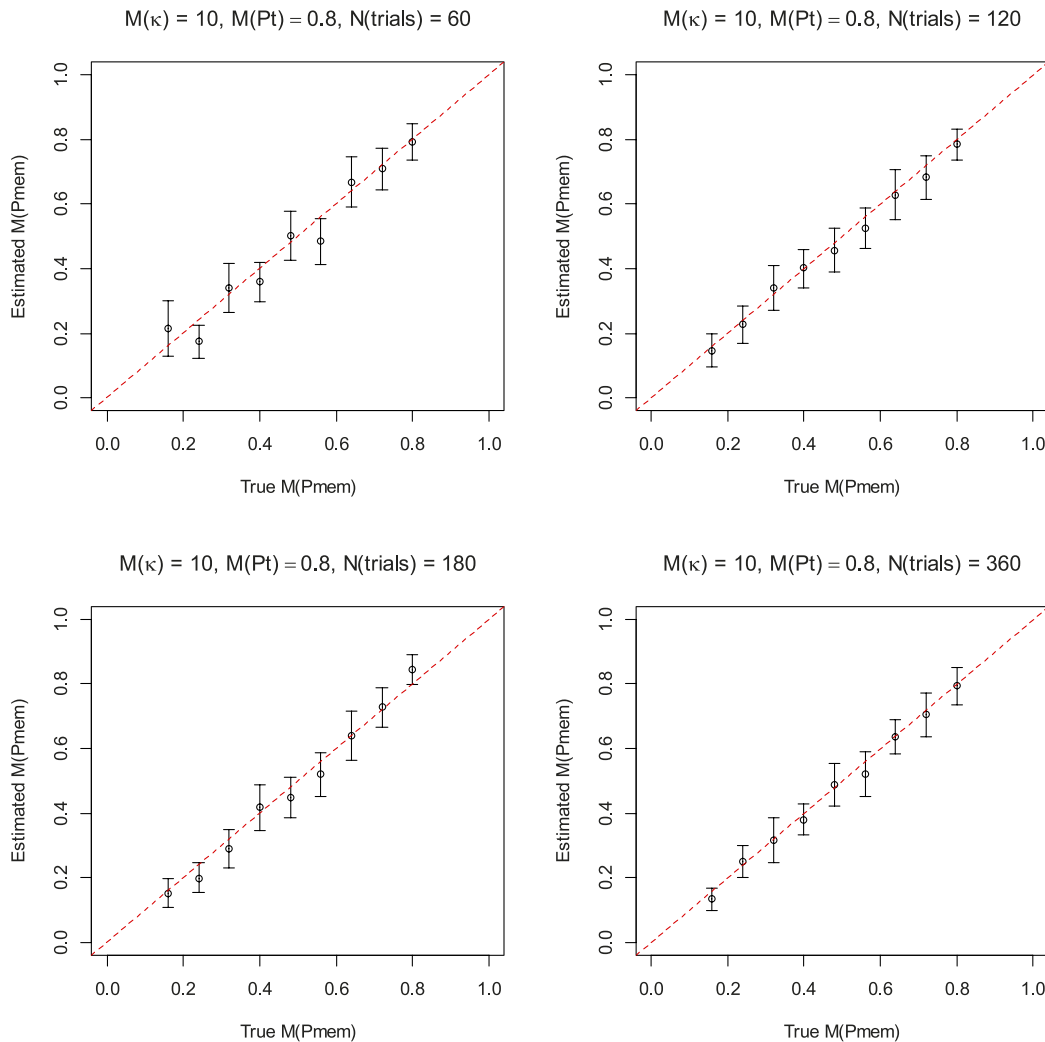 M(κ) = 10, M(Pt) = 0.8, N(trials) = 60
Estimated M(Pmem)
1.0
0.8
0.6
0.4
0.2
0.0
0.0 0.2 0.4 0.6 0.8 1.0
True M(Pmem)
M(κ) = 10, M(Pt) = 0.8, N(trials) = 120
Estimated M(Pmem)
1.0
0.8
0.6
0.4
0.2
0.0
0.0 0.2 0.4 0.6 0.8 1.0
True M(Pmem)
M(κ) = 10, M(Pt) = 0.8, N(trials) = 180
Estimated M(Pmem)
1.0
0.8
0.6
0.4
0.2
0.0
0.0 0.2 0.4 0.6 0.8 1.0
True M(Pmem)
M(κ) = 10, M(Pt) = 0.8, N(trials) = 360
Estimated M(Pmem)
1.0
0.8
0.6
0.4
0.2
0.0
0.0 0.2 0.4 0.6 0.8 1.0
True M(Pmem)